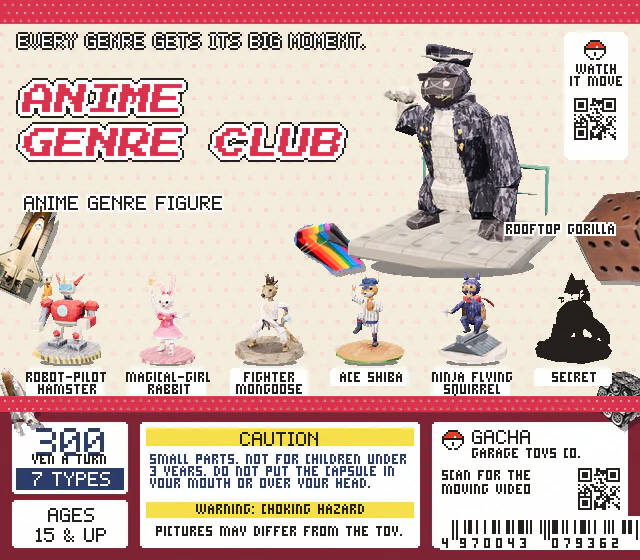 EVERY GENRE GETS ITS BIG MOMENT.
WATCH
IT MOVE
ANIME
GENRE CLUB
ANIME GENRE FIGURE
ROOFTOP GORILLA
ROBOT-PILOT
HAMSTER
MAGICAL-GIRL
RABBIT
FIGHTER
MONGOOSE
ACE SHIBA
NINJA FLYING
SQUIRREL
SECRET
300
YEN A TURN
7 TYPES
AGES
15 & UP
CAUTION
SMALL PARTS. NOT FOR CHILDREN UNDER
3 YEARS. DO NOT PUT THE CAPSULE IN
YOUR MOUTH OR OVER YOUR HEAD.
WARNING: CHOKING HAZARD
PICTURES MAY DIFFER FROM THE TOY.
GACHA
GARAGE TOYS CO.
SCAN FOR THE
MOVING VIDEO
4 970043 079362